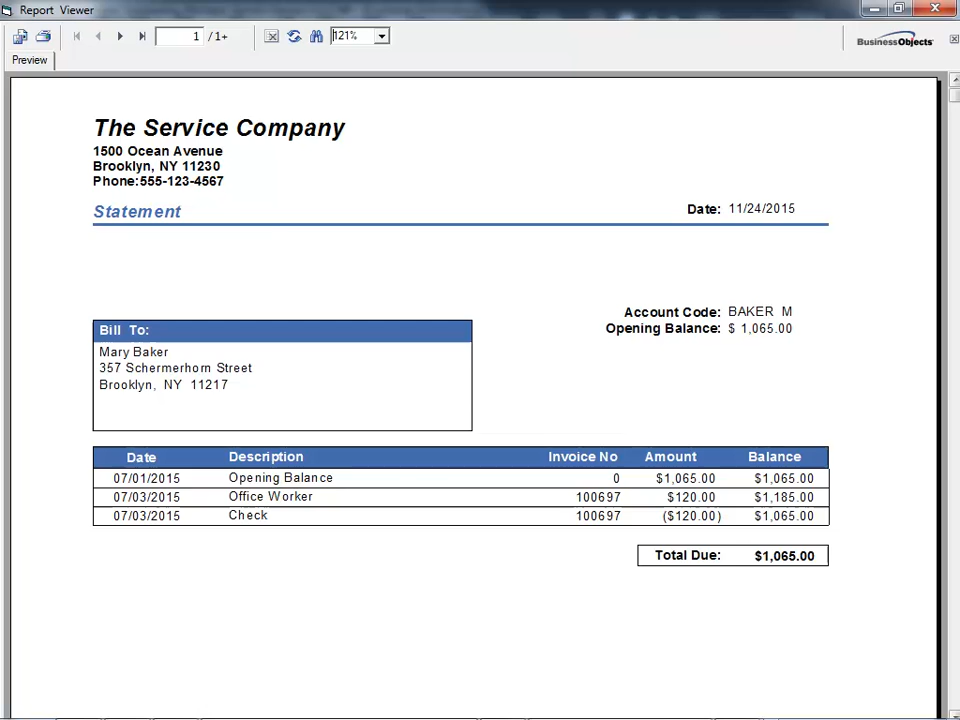 Report Viewer
1 / 1+ 121% BusinessObjects
Preview
The Service Company
1500 Ocean Avenue
Brooklyn, NY 11230
Phone:555-123-4567
Statement Date: 11/24/2015
Account Code: BAKER M
Opening Balance: $ 1,065.00
Bill To:
Mary Baker
357 Schermerhorn Street
Brooklyn, NY 11217
Date Description Invoice No Amount Balance
07/01/2015 Opening Balance 0 $1,065.00 $1,065.00
07/03/2015 Office Worker 100697 $120.00 $1,185.00
07/03/2015 Check 100697 ($120.00) $1,065.00
Total Due: $1,065.00